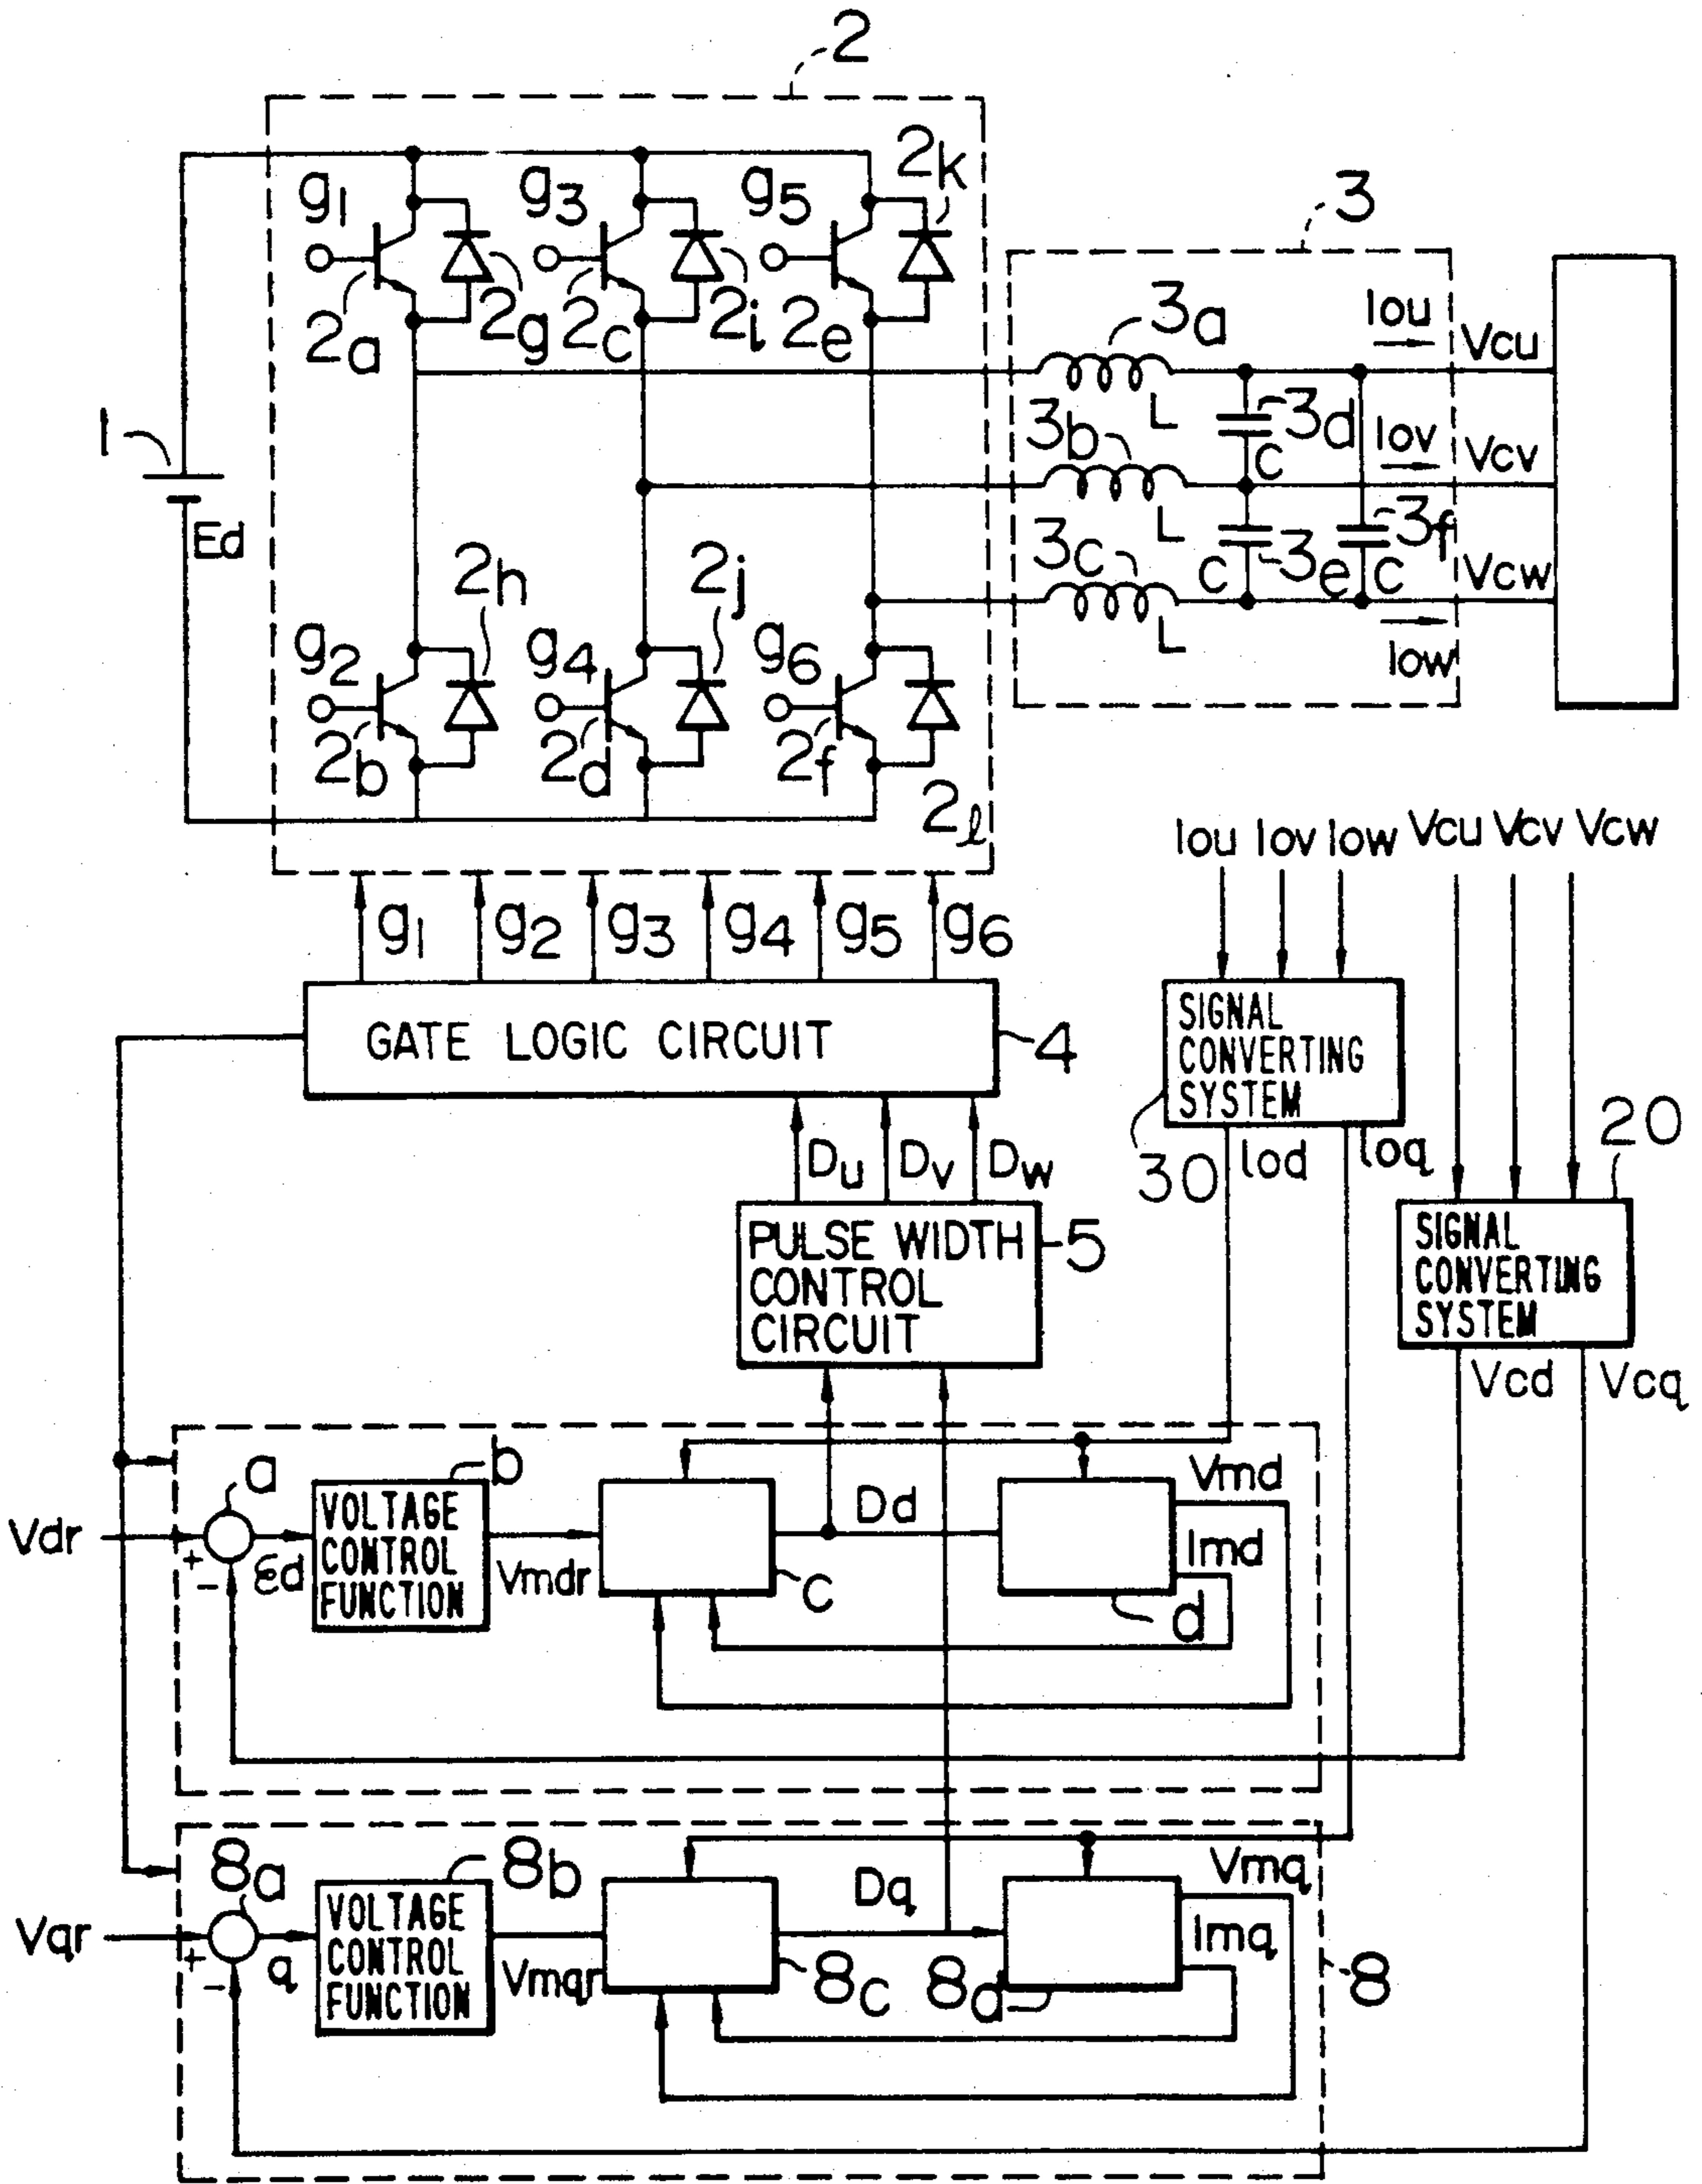 2
g1 g3 g5 2k
2a 2g 2c 2i 2e
3
3a Iou Vcu
L
3d
3b Iov Vcv
C
L
1
Ed
3c C 3e C 3f Vcw
L
Iow
2h 2j
g2 g4 g6
2b 2d 2f
2l
Iou Iov Iow Vcu Vcv Vcw
g1 g2 g3 g4 g5 g6
GATE LOGIC CIRCUIT 4
SIGNAL
CONVERTING
SYSTEM
30 Iod Ioq
20
Du Dv Dw
PULSE WIDTH
CONTROL
CIRCUIT
5
SIGNAL
CONVERTING
SYSTEM
Vcd Vcq
a b
Vdr + - εd
VOLTAGE
CONTROL
FUNCTION
Vmdr c Dd d Vmd
Imd
8a 8b
Vqr + - q
VOLTAGE
CONTROL
FUNCTION
Vmqr 8c Dq 8d Vmq
Imq
8